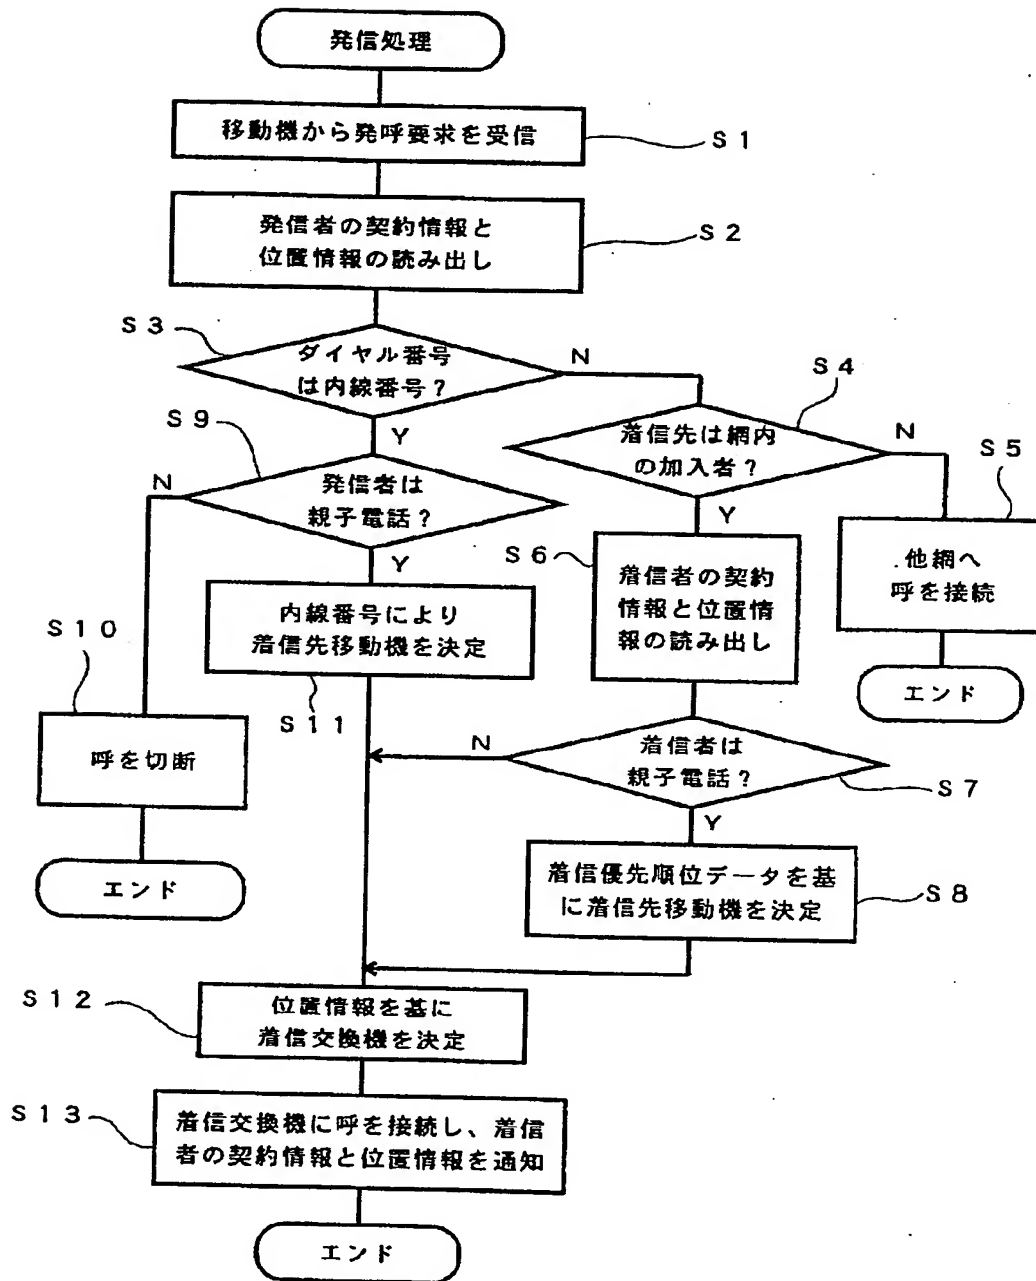 発信処理
移動機から発呼要求を受信
S1
発信者の契約情報と
位置情報の読み出し
S2
S3
ダイヤル番号
は内線番号?
N
Y
S4
着信先は網内
の加入者?
N
Y
S5
他網へ
呼を接続
エンド
S9
発信者は
親子電話?
N
Y
S6
着信者の契約
情報と位置情
報の読み出し
S10
呼を切断
エンド
内線番号により
着信先移動機を決定
S11
着信者は
親子電話?
N
Y
S7
着信優先順位データを基
に着信先移動機を決定
S8
S12
位置情報を基に
着信交換機を決定
S13
着信交換機に呼を接続し、着信
者の契約情報と位置情報を通知
エンド